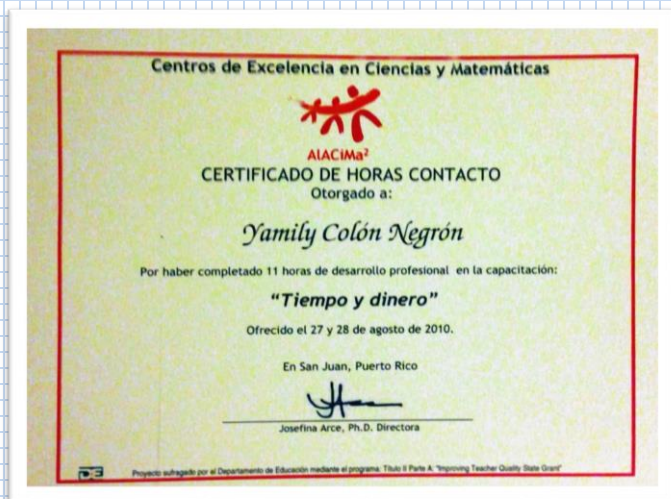 Centros de Excelencia en Ciencias y Matemáticas
AlACiMa²
CERTIFICADO DE HORAS CONTACTO
Otorgado a:
Yamily Colón Negrón
Por haber completado 11 horas de desarrollo profesional en la capacitación:
“Tiempo y dinero”
Ofrecido el 27 y 28 de agosto de 2010.
En San Juan, Puerto Rico
Josefina Arce, Ph.D. Directora
DE
Proyecto sufragado por el Departamento de Educación mediante el programa: Título II Parte A: "Improving Teacher Quality State Grant"